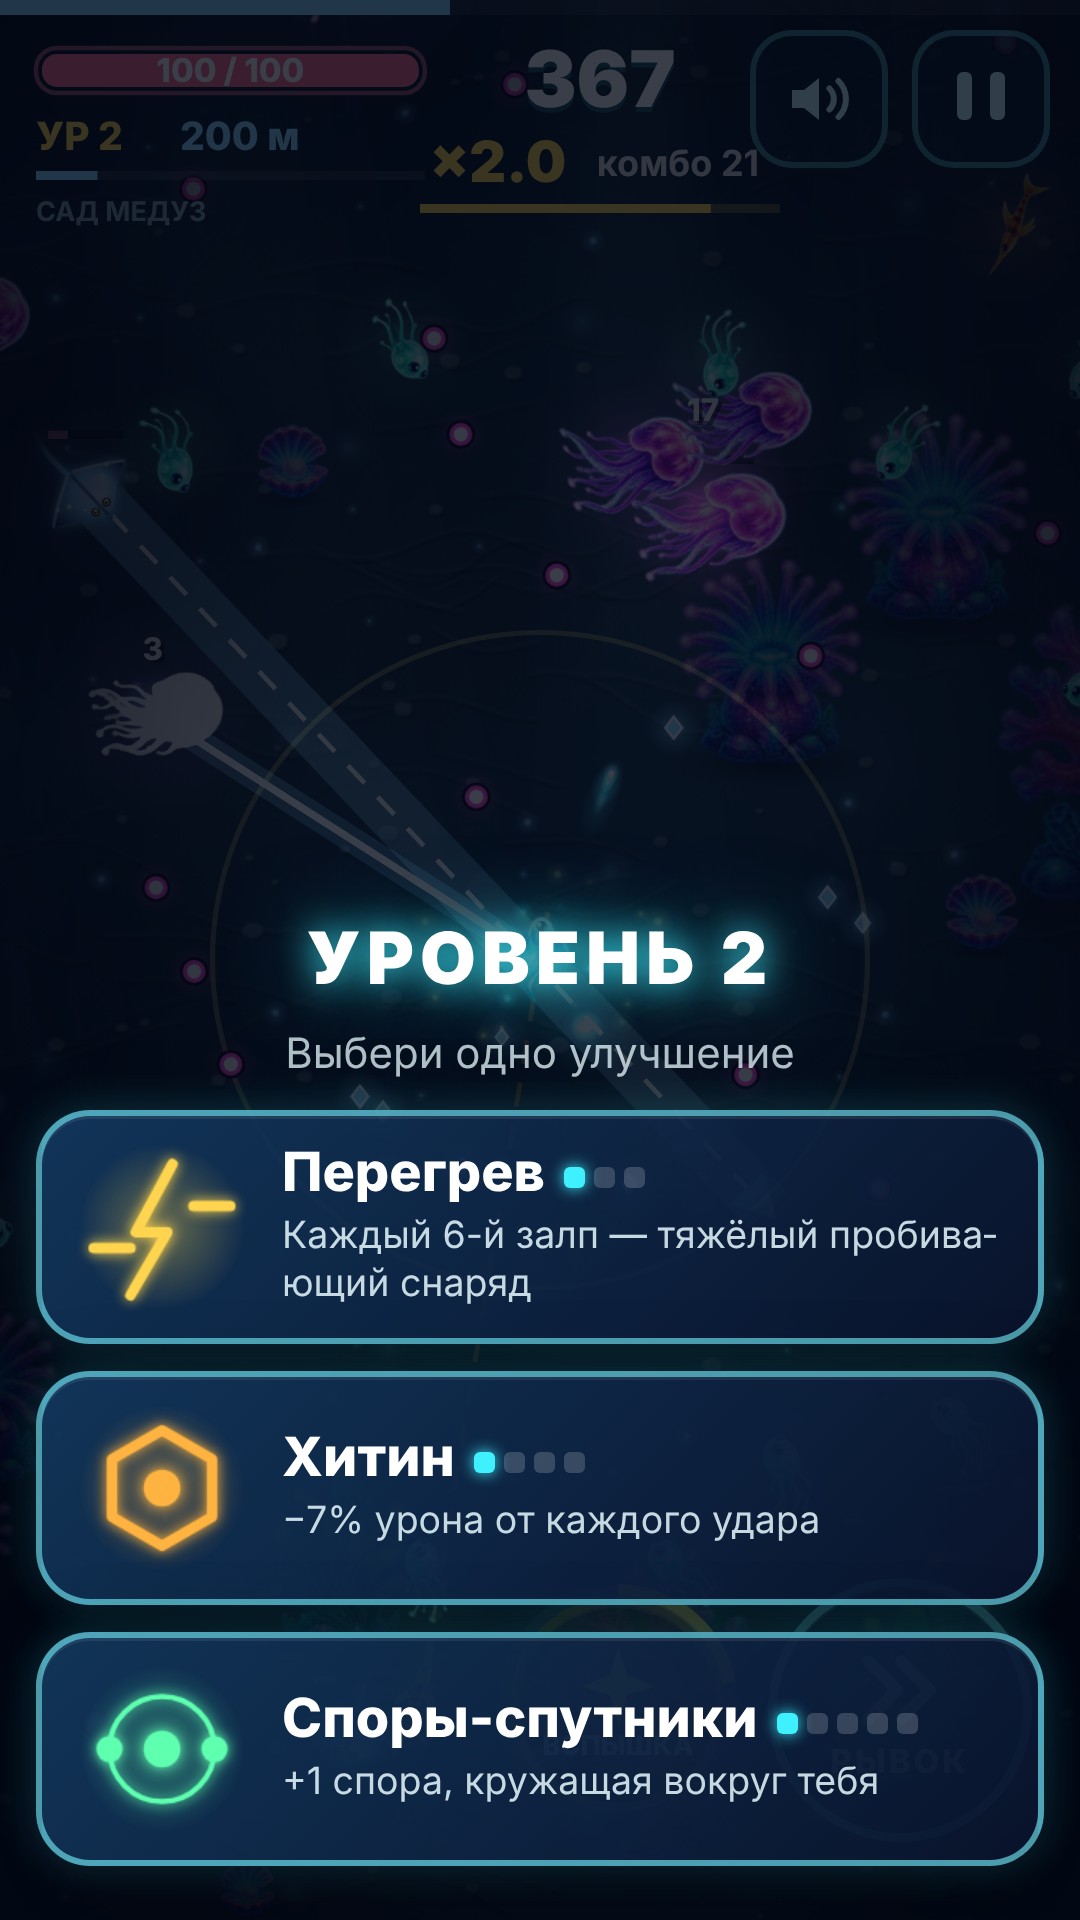 100 / 100
367
УР 2 200 м
×2.0 комбо 21
САД МЕДУЗ
17
3
УРОВЕНЬ 2
Выбери одно улучшение
Перегрев
Каждый 6-й залп — тяжёлый пробива-
ющий снаряд
Хитин
−7% урона от каждого удара
Споры-спутники
ВСПЫШКА
+1 спора, кружащая вокруг тебя
РЫВОК